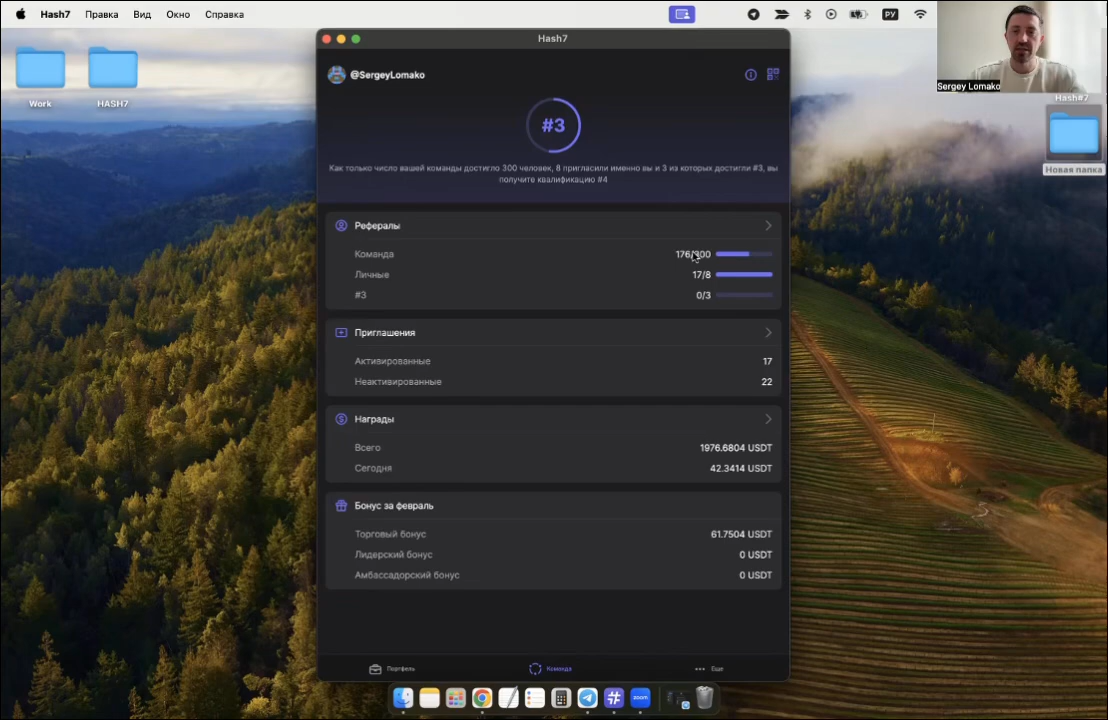 Hash7 Правка Вид Окно Справка
РУ
Work
HASH7
Hash7
@SergeyLomako
#3
Как только число вашей команды достигло 300 человек, 8 пригласили именно вы и 3 из которых достигли #3, вы
получите квалификацию #4
Рефералы
Команда 176/300
Личные 17/8
#3 0/3
Приглашения
Активированные 17
Неактивированные 22
Награды
Всего 1976.6804 USDT
Сегодня 42.3414 USDT
Бонус за февраль
Торговый бонус 61.7504 USDT
Лидерский бонус 0 USDT
Амбассадорский бонус 0 USDT
Портфель Команда Еще
Sergey Lomako
Hash#7
Новая папка
zoom